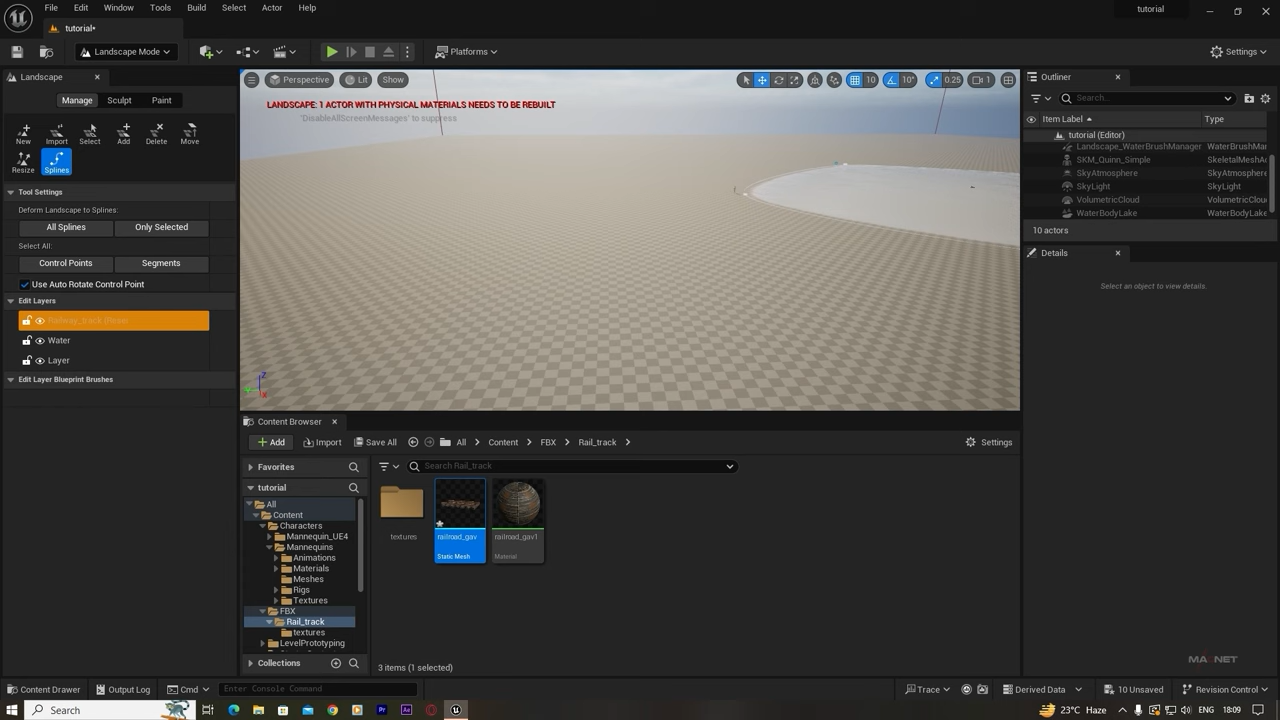 File Edit Window Tools Build Select Actor Help
tutorial
tutorial*
Landscape Mode
Platforms
Settings
Landscape
Manage Sculpt Paint
New Import Select Add Delete Move
Resize Splines
Tool Settings
Deform Landscape to Splines:
All Splines Only Selected
Select All:
Control Points Segments
Use Auto Rotate Control Point
Edit Layers
Water
Layer
Edit Layer Blueprint Brushes
Perspective Lit Show
10 10° 0.25 1
LANDSCAPE: 1 ACTOR WITH PHYSICAL MATERIALS NEEDS TO BE REBUILT
'DisableAllScreenMessages' to suppress
Z
X
Outliner
Search...
Item Label Type
tutorial (Editor)
Landscape_WaterBrushManager WaterBrushMan
SKM_Quinn_Simple SkeletalMeshA
SkyAtmosphere SkyAtmosphere
SkyLight SkyLight
VolumetricCloud VolumetricCloud
WaterBodyLake WaterBodyLake
10 actors
Details
Select an object to view details.
Content Browser
Add Import Save All All Content FBX Rail_track Settings
Favorites
tutorial
All
Content
Characters
Mannequin_UE4
Mannequins
Animations
Materials
Meshes
Rigs
Textures
FBX
Rail_track
textures
LevelPrototyping
Collections
Search Rail_track
textures
railroad_gav
Static Mesh
railroad_gav1
Material
3 items (1 selected)
MAGNET
Content Drawer Output Log Cmd Enter Console Command Trace Derived Data 10 Unsaved Revision Control
Search
Pr Ae
23°C Haze ENG 18:09